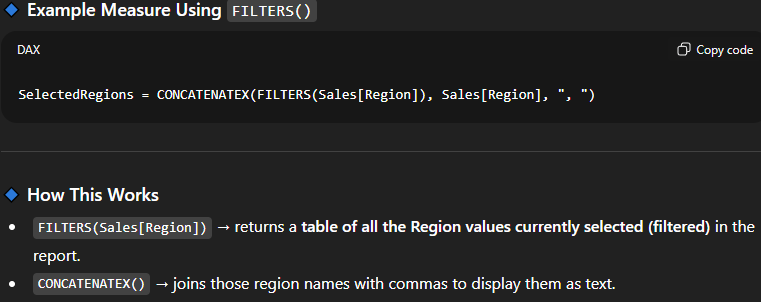 Example Measure Using FILTERS()
DAX
Copy code
SelectedRegions = CONCATENATEX(FILTERS(Sales[Region]), Sales[Region], ", ")
How This Works
FILTERS(Sales[Region]) → returns a table of all the Region values currently selected (filtered) in the
report.
CONCATENATEX() → joins those region names with commas to display them as text.